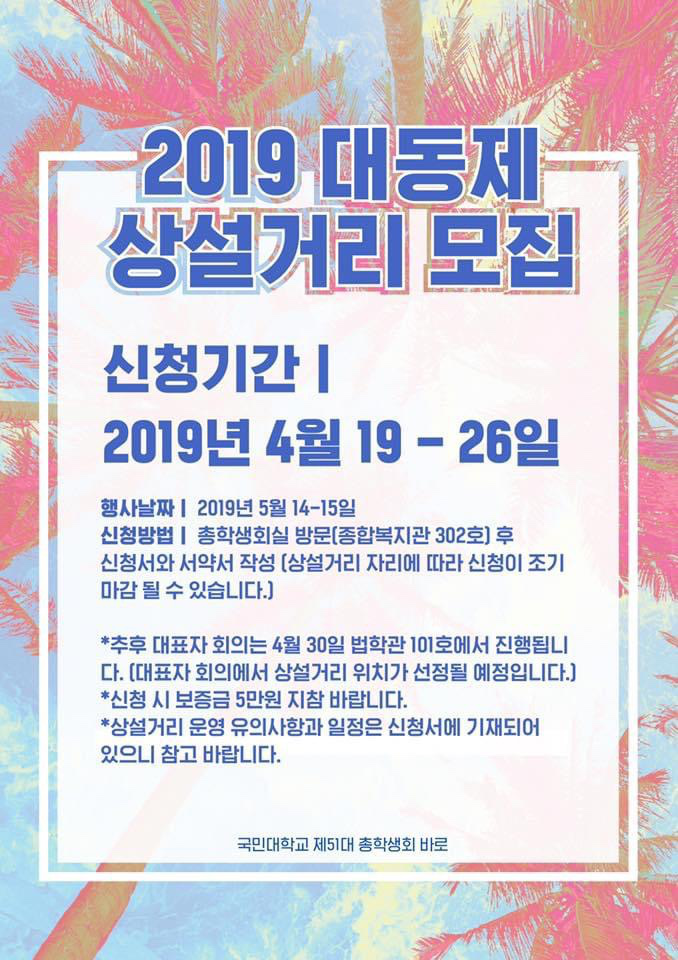 2019 대동제
상설거리 모집
신청기간 |
2019년 4월 19 - 26일
행사날짜 | 2019년 5월 14-15일
신청방법 | 총학생회실 방문(종합복지관 302호) 후
신청서와 서약서 작성 (상설거리 자리에 따라 신청이 조기
마감 될 수 있습니다.)
*추후 대표자 회의는 4월 30일 법학관 101호에서 진행됩니
다. (대표자 회의에서 상설거리 위치가 선정될 예정입니다.)
*신청 시 보증금 5만원 지참 바랍니다.
*상설거리 운영 유의사항과 일정은 신청서에 기재되어
있으니 참고 바랍니다.
국민대학교 제51대 총학생회 바로